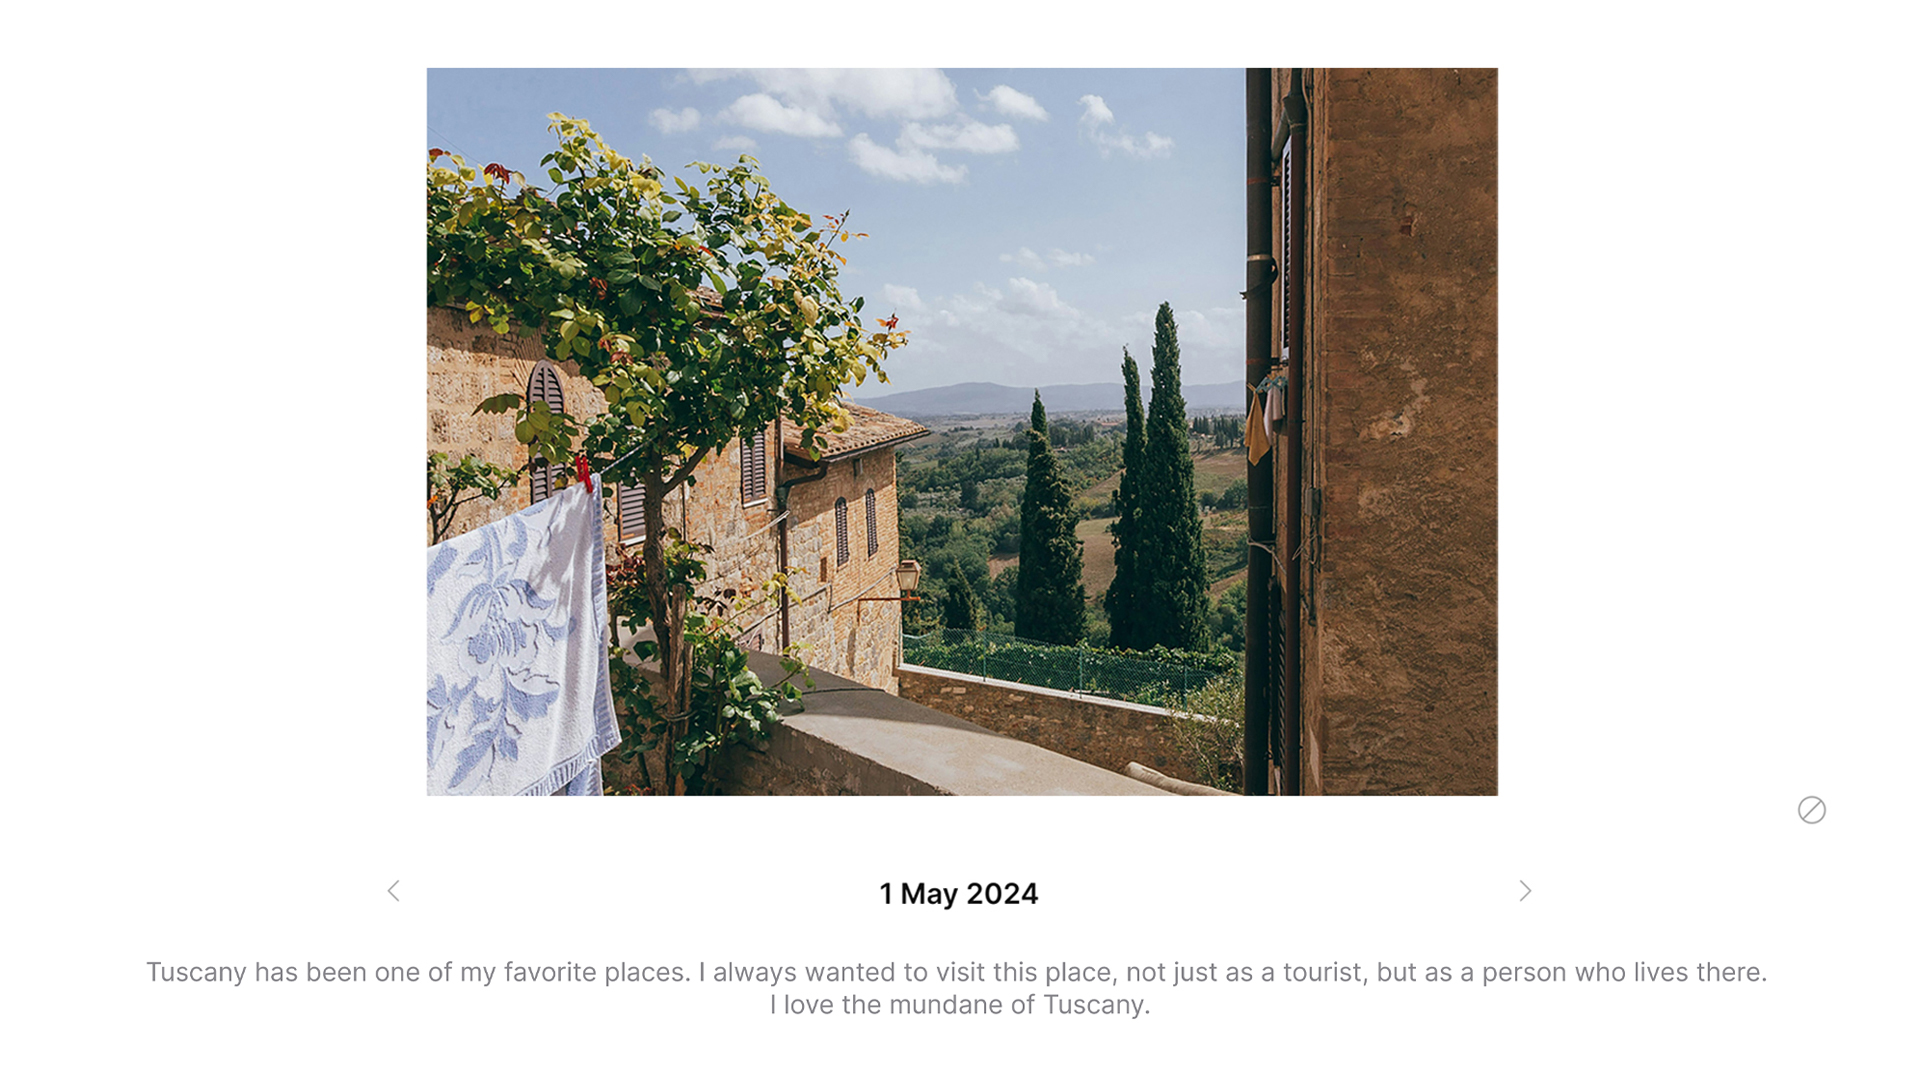 1 May 2024
Tuscany has been one of my favorite places. I always wanted to visit this place, not just as a tourist, but as a person who lives there.
I love the mundane of Tuscany.